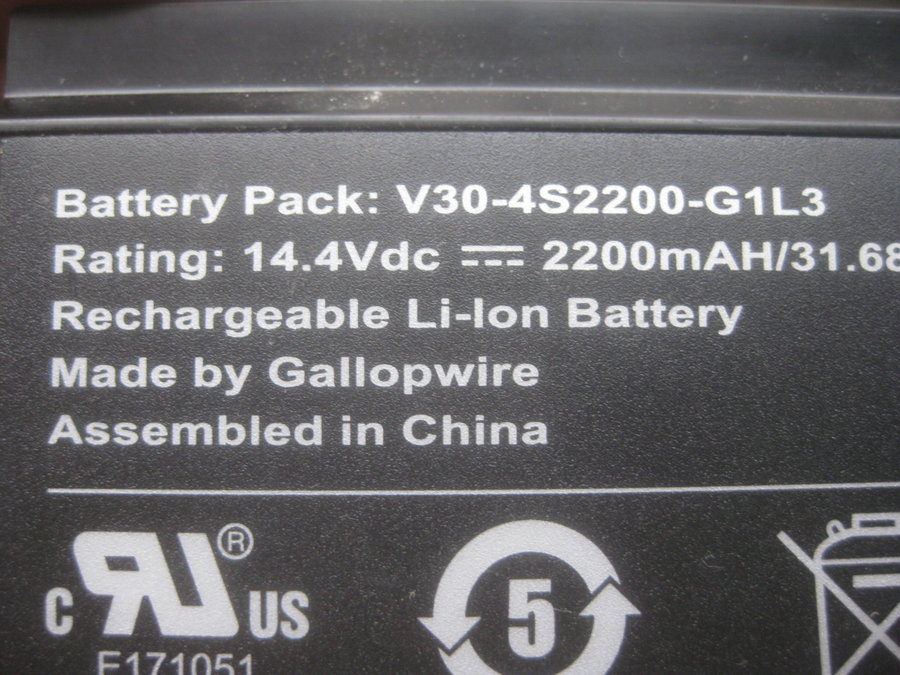 Battery Pack: V30-4S2200-G1L3
Rating: 14.4Vdc ⎓ 2200mAH/31.68
Rechargeable Li-Ion Battery
Made by Gallopwire
Assembled in China
c RU ® US
5
E171051